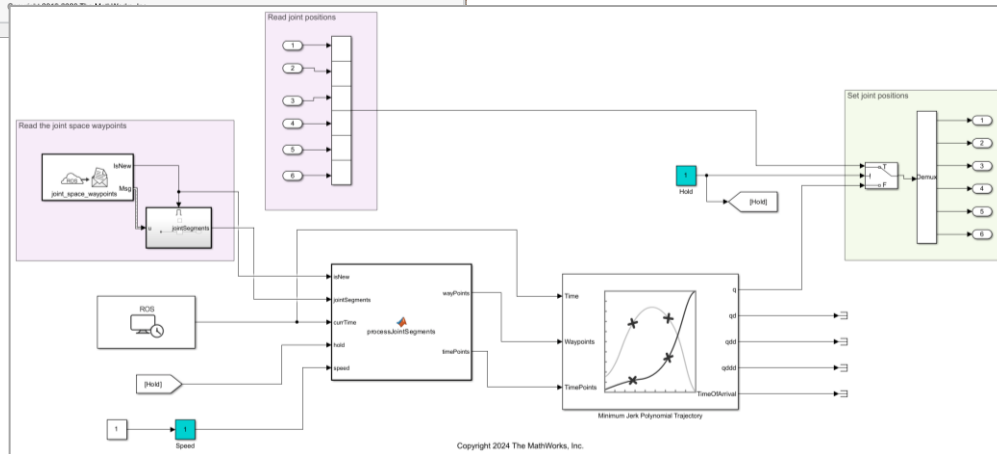 Read joint positions
1
2
3
4
5
6
Set joint positions
1
2
3
4
5
6
T
F
Demux
1
Hold
[Hold]
Read the joint space waypoints
IsNew
Msg
ROS
joint_space_waypoints
u
jointSegments
ROS
[Hold]
1
1
Speed
isNew
jointSegments
currTime
hold
speed
processJointSegments
wayPoints
timePoints
Time
Waypoints
TimePoints
q
qd
qdd
qddd
TimeOfArrival
Minimum Jerk Polynomial Trajectory
Copyright 2024 The MathWorks, Inc.